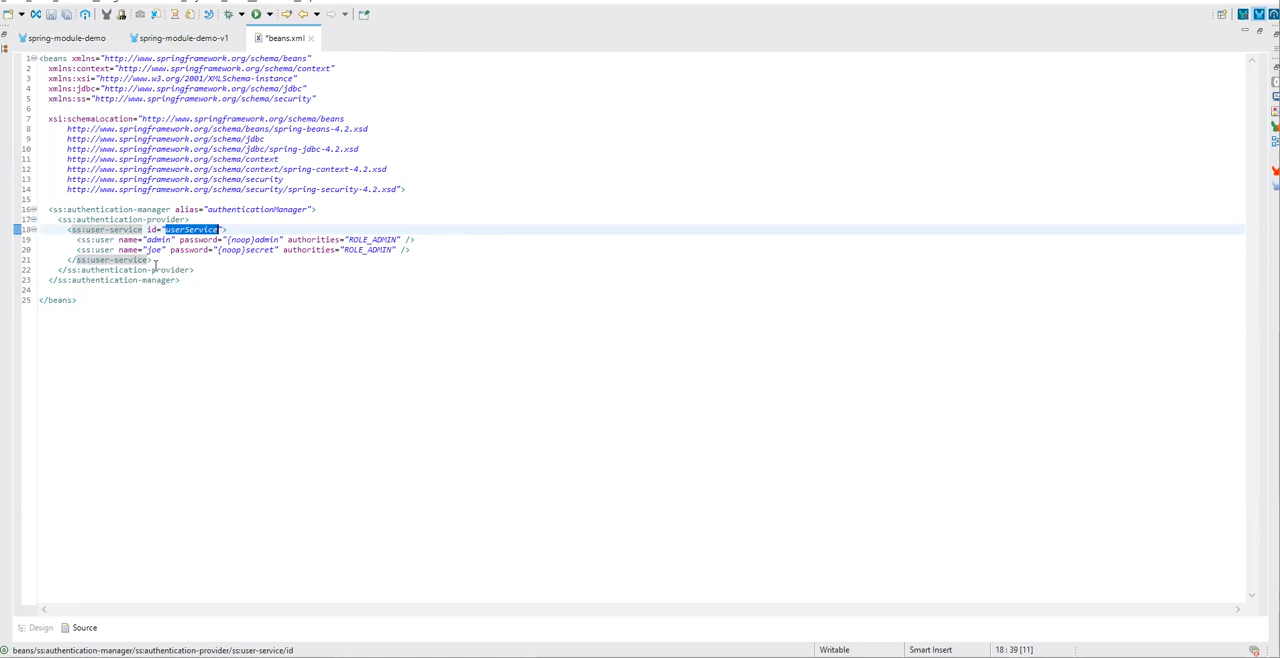 spring-module-demo spring-module-demo-v1 *beans.xml
1 <beans xmlns="http://www.springframework.org/schema/beans"
2 xmlns:context="http://www.springframework.org/schema/context"
3 xmlns:xsi="http://www.w3.org/2001/XMLSchema-instance"
4 xmlns:jdbc="http://www.springframework.org/schema/jdbc"
5 xmlns:ss="http://www.springframework.org/schema/security"
6
7 xsi:schemaLocation="http://www.springframework.org/schema/beans
8 http://www.springframework.org/schema/beans/spring-beans-4.2.xsd
9 http://www.springframework.org/schema/jdbc
10 http://www.springframework.org/schema/jdbc/spring-jdbc-4.2.xsd
11 http://www.springframework.org/schema/context
12 http://www.springframework.org/schema/context/spring-context-4.2.xsd
13 http://www.springframework.org/schema/security
14 http://www.springframework.org/schema/security/spring-security-4.2.xsd">
15
16 <ss:authentication-manager alias="authenticationManager">
17 <ss:authentication-provider>
18 <ss:user-service id="userService">
19 <ss:user name="admin" password="{noop}admin" authorities="ROLE_ADMIN" />
20 <ss:user name="joe" password="{noop}secret" authorities="ROLE_ADMIN" />
21 </ss:user-service>
22 </ss:authentication-provider>
23 </ss:authentication-manager>
24
25 </beans>
Design Source
beans/ss:authentication-manager/ss:authentication-provider/ss:user-service/id Writable Smart Insert 18 : 39 [11]